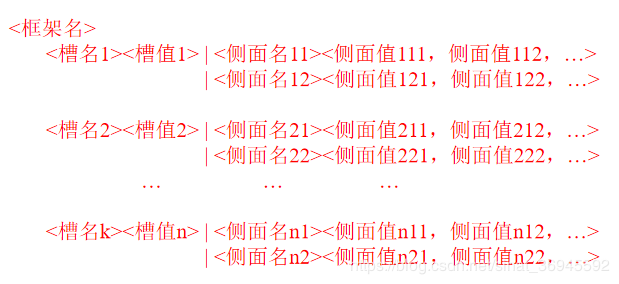 <框架名>
<槽名1><槽值1>|<侧面名11><侧面值111，侧面值112，…>
|<侧面名12><侧面值121，侧面值122，…>
<槽名2><槽值2>|<侧面名21><侧面值211，侧面值212，…>
|<侧面名22><侧面值221，侧面值222，…>
… … …
<槽名k><槽值n>|<侧面名n1><侧面值n11，侧面值n12，…>
|<侧面名n2><侧面值n21，侧面值n22，…>